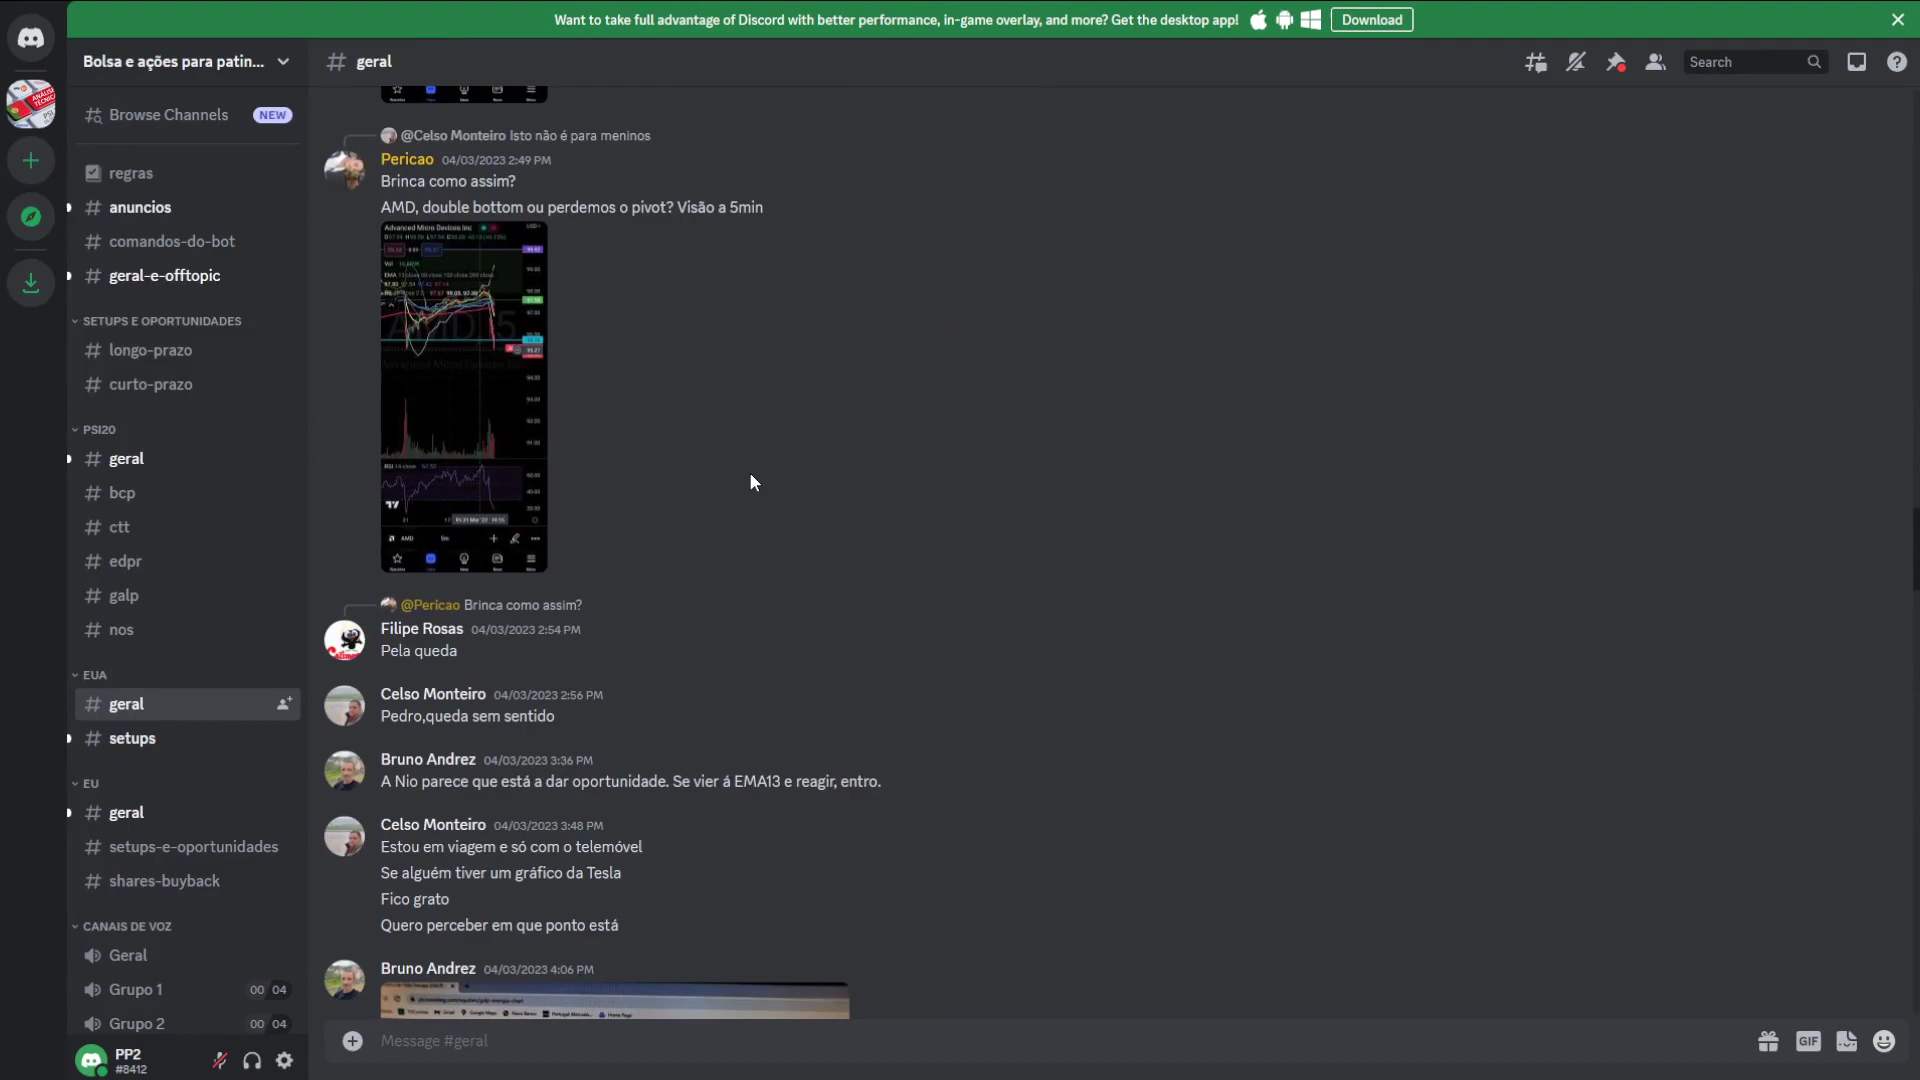 Want to take full advantage of Discord with better performance, in-game overlay, and more? Get the desktop app!
Download
Bolsa e ações para patin...
geral
Search
Browse Channels
NEW
regras
anuncios
comandos-do-bot
geral-e-offtopic
SETUPS E OPORTUNIDADES
longo-prazo
curto-prazo
PSI20
geral
bcp
ctt
edpr
galp
nos
EUA
geral
setups
EU
geral
setups-e-oportunidades
shares-buyback
CANAIS DE VOZ
Geral
Grupo 1
00 04
Grupo 2
00 04
PP2
#8412
@Celso Monteiro Isto não é para meninos
Pericao 04/03/2023 2:49 PM
Brinca como assim?
AMD, double bottom ou perdemos o pivot? Visão a 5min
Advanced Micro Devices Inc
AMD 5m
@Pericao Brinca como assim?
Filipe Rosas 04/03/2023 2:54 PM
Pela queda
Celso Monteiro 04/03/2023 2:56 PM
Pedro,queda sem sentido
Bruno Andrez 04/03/2023 3:36 PM
A Nio parece que está a dar oportunidade. Se vier á EMA13 e reagir, entro.
Celso Monteiro 04/03/2023 3:48 PM
Estou em viagem e só com o telemóvel
Se alguém tiver um gráfico da Tesla
Fico grato
Quero perceber em que ponto está
Bruno Andrez 04/03/2023 4:06 PM
Message #geral
GIF